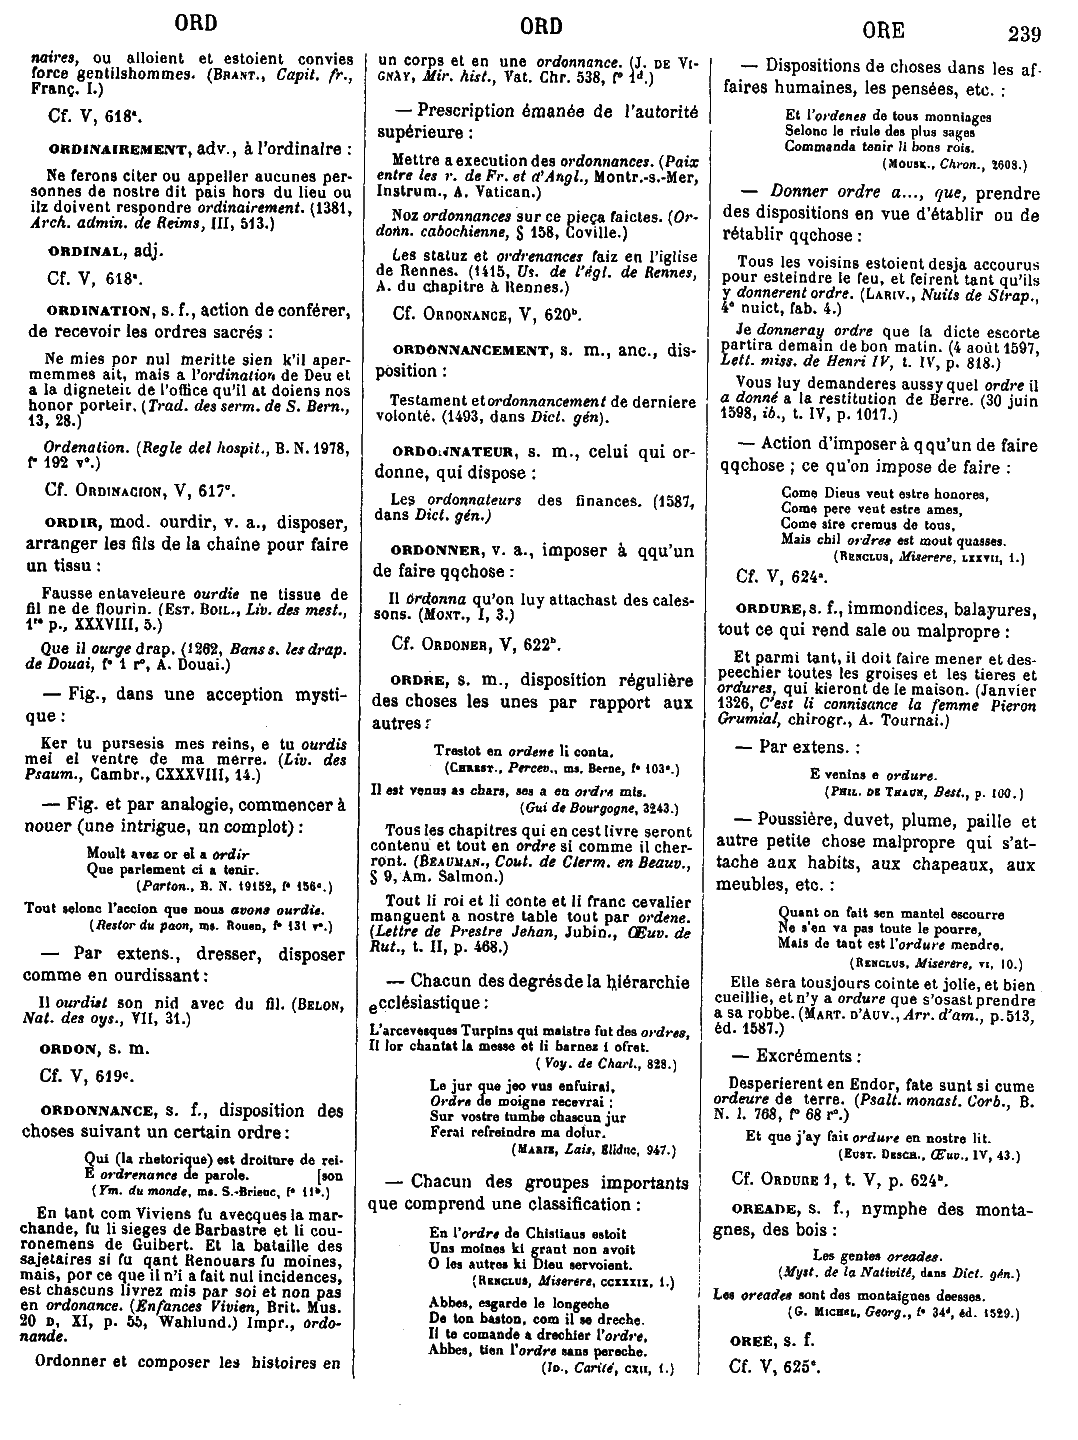 ORD
ORD
ORE
239
naires, ou alloient et estoient convies
force gentilshommes. (BRANT., Capit. fr.,
Franç. I.)
Cf. V, 618ª.
ORDINAIREMENT, adv., à l'ordinaire :
Ne ferons citer ou appeller aucunes per-
sonnes de nostre dit pais hors du lieu ou
ilz doivent respondre ordinairement. (1381,
Arch. admin. de Reims, III, 513.)
ORDINAL, adj.
Cf. V, 618ª.
ORDINATION, s. f., action de conférer,
de recevoir les ordres sacrés :
Ne mies por nul meritte sien k'il aper-
memmes ait, mais a l'ordination de Deu et
a la digneteit de l'office qu'il at doiens nos
honor porteir. (Trad. des serm. de S. Bern.,
13, 28.)
Ordenation. (Regle del hospit., B. N. 1978,
fº 192 vº.)
Cf. ORDINACION, V, 617ᶜ.
ORDIR, mod. ourdir, v. a., disposer,
arranger les fils de la chaîne pour faire
un tissu :
Fausse entaveleure ourdie ne tissue de
fil ne de flourin. (EST. BOIL., Liv. des mest.,
1ʳᵉ p., XXXVIII, 5.)
Que il ourge drap. (1262, Bans s. les drap.
de Douai, fº 1 rº, A. Douai.)
— Fig., dans une acception mysti-
que :
Ker tu pursesis mes reins, e tu ourdis
mei el ventre de ma merre. (Liv. des
Psaum., Cambr., CXXXVIII, 14.)
— Fig. et par analogie, commencer à
nouer (une intrigue, un complot) :
Moult avez or el a ordir
Que parlement ci a tenir.
(Parton., B. N. 19152, fº 156ª.)
Tout selonc l'accion que nous avons ourdie.
(Restor du paon, ms. Rouen, fº 131 vº.)
— Par extens., dresser, disposer
comme en ourdissant :
Il ourdist son nid avec du fil. (BELON,
Nat. des oys., VII, 31.)
ORDON, s. m.
Cf. V, 619ᶜ.
ORDONNANCE, s. f., disposition des
choses suivant un certain ordre :
Qui (la rhetorique) est droiture de rei-
E ordrenance de parole. [son
(Ym. du monde, ms. S.-Brieuc, fº 11ᵇ.)
En tant com Viviens fu avecques la mar-
chande, fu li sieges de Barbastre et li cou-
ronemens de Guibert. Et la bataille des
sajetaires si fu qant Renouars fu moines,
mais, por ce que il n'i a fait nul incidences,
est chascuns livrez mis par soi et non pas
en ordonance. (Enfances Vivien, Brit. Mus.
20 D, XI, p. 55, Wahlund.) Impr., ordo-
nande.
Ordonner et composer les histoires en
un corps et en une ordonnance. (J. DE VI-
GNAY, Mir. hist., Vat. Chr. 538, fº 1ᵈ.)
— Prescription émanée de l'autorité
supérieure :
Mettre a execution des ordonnances. (Paix
entre les r. de Fr. et d'Angl., Montr.-s.-Mer,
Instrum., A. Vatican.)
Noz ordonnances sur ce pieça faictes. (Or-
donn. cabochienne, § 158, Coville.)
Les statuz et ordrenances faiz en l'iglise
de Rennes. (1415, Us. de l'égl. de Rennes,
A. du chapitre à Rennes.)
Cf. ORDONANCE, V, 620ᵇ.
ORDONNANCEMENT, s. m., anc., dis-
position :
Testament et ordonnancement de derniere
volonté. (1493, dans Dict. gén).
ORDONNATEUR, s. m., celui qui or-
donne, qui dispose :
Les ordonnateurs des finances. (1587,
dans Dict. gén.)
ORDONNER, v. a., imposer à qqu'un
de faire qqchose :
Il ordonna qu'on luy attachast des cales-
sons. (MONT., I, 3.)
Cf. ORDONER, V, 622ᵇ.
ORDRE, s. m., disposition régulière
des choses les unes par rapport aux
autres :
Trestot en ordene li conta.
(CHREST., Percev., ms. Berne, fº 103ª.)
Il est venus as chars, ses a en ordre mis.
(Gui de Bourgogne, 3243.)
Tous les chapitres qui en cest livre seront
contenu et tout en ordre si comme il cher-
ront. (BEAUMAN., Cout. de Clerm. en Beauv.,
§ 9, Am. Salmon.)
Tout li roi et li conte et li franc cevalier
manguent a nostre table tout par ordene.
(Lettre de Prestre Jehan, Jubin., Œuv. de
Rut., t. II, p. 468.)
— Chacun des degrés de la hiérarchie
ecclésiastique :
L'arcevesques Turpins qui maistre fut des ordres,
Il lor chantat la messe et li barnez i ofret.
(Voy. de Charl., 828.)
Le jur que jeo vus enfuirai,
Ordre de moigne recevrai ;
Sur vostre tumbe chascun jur
Ferai refreindre ma dolur.
(MARIE, Lais, Eliduc, 947.)
— Chacun des groupes importants
que comprend une classification :
En l'ordre de Chistiaus estoit
Uns moines ki grant non avoit
O les autres ki Dieu servoient.
(RENCLUS, Miserere, CCXXXIX, 1.)
Abbes, esgarde le longeche
De ton baston, com il se dreche.
Il te comande a drechier l'ordre,
Abbes, tien l'ordre sans pereche.
(ID., Carité, CXII, 1.)
— Dispositions de choses dans les af-
faires humaines, les pensées, etc. :
Et l'ordenes de tous monniages
Selonc le riule des plus sages
Commanda tenir li bons rois.
(MOUSK., Chron., 2608.)
— Donner ordre a..., que, prendre
des dispositions en vue d'établir ou de
rétablir qqchose :
Tous les voisins estoient desja accourus
pour esteindre le feu, et feirent tant qu'ils
y donnerent ordre. (LARIV., Nuits de Strap.,
4ᵉ nuict, fab. 4.)
Je donneray ordre que la dicte escorte
partira demain de bon matin. (4 août 1597,
Lett. miss. de Henri IV, t. IV, p. 818.)
Vous luy demanderes aussy quel ordre il
a donné a la restitution de Berre. (30 juin
1598, ib., t. IV, p. 1017.)
— Action d'imposer à qqu'un de faire
qqchose ; ce qu'on impose de faire :
Come Dieus veut estre honores,
Come pere veut estre ames,
Come sire cremus de tous,
Mais chil ordres est mout quasses.
(RENCLUS, Miserere, LXXVII, 1.)
Cf. V, 624ª.
ORDURE, s. f., immondices, balayures,
tout ce qui rend sale ou malpropre :
Et parmi tant, il doit faire mener et des-
peechier toutes les groises et les tieres et
ordures, qui kieront de le maison. (Janvier
1326, C'est li connisance la femme Pieron
Grumial, chirogr., A. Tournai.)
— Par extens. :
E venins e ordure.
(PHIL. DE THAUN, Best., p. 100.)
— Poussière, duvet, plume, paille et
autre petite chose malpropre qui s'at-
tache aux habits, aux chapeaux, aux
meubles, etc. :
Quant on fait sen mantel escourre
Ne s'en va pas toute le pourre,
Mais de tant est l'ordure mendre.
(RENCLUS, Miserere, VI, 10.)
Elle sera tousjours cointe et jolie, et bien
cueillie, et n'y a ordure que s'osast prendre
a sa robbe. (MART. D'AUV., Arr. d'am., p. 513,
éd. 1587.)
— Excréments :
Desperierent en Endor, fate sunt si cume
ordeure de terre. (Psalt. monast. Corb., B.
N. l. 768, fº 68 rº.)
Et que j'ay fait ordure en nostre lit.
(EUST. DESCH., Œuv., IV, 43.)
Cf. ORDURE 1, t. V, p. 624ᵇ.
OREADE, s. f., nymphe des monta-
gnes, des bois :
Les gentes oreades.
(Myst. de la Nativité, dans Dict. gén.)
Les oreades sont des montaignes deesses.
(G. MICHEL, Georg., fº 34ᵈ, éd. 1529.)
OREE, s. f.
Cf. V, 625ª.